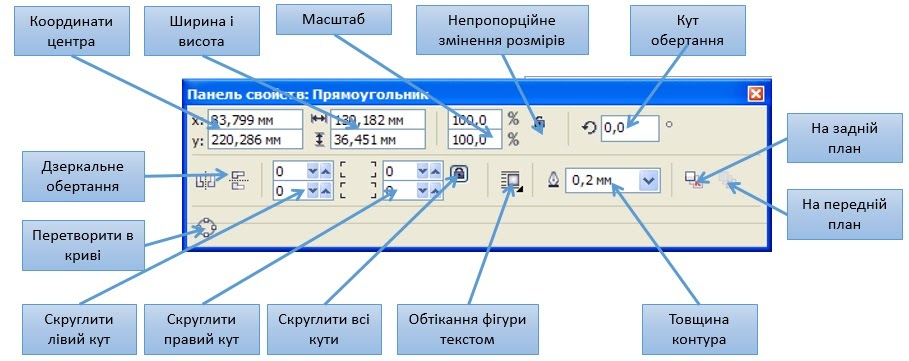 Координати
центра
Ширина і
висота
Масштаб
Непропорційне
змінення розмірів
Кут
обертання
Панель свойств: Прямоугольник
x: 83,799 мм
139,182 мм
100,0 %
y: 220,286 мм
36,451 мм
100,0 %
0,0 °
На задній
план
Дзеркальне
обертання
0
0
0
0
0,2 мм
На передній
план
Перетворити в
криві
Скруглити
лівий кут
Скруглити
правий кут
Скруглити всі
кути
Обтікання фігури
текстом
Товщина
контура